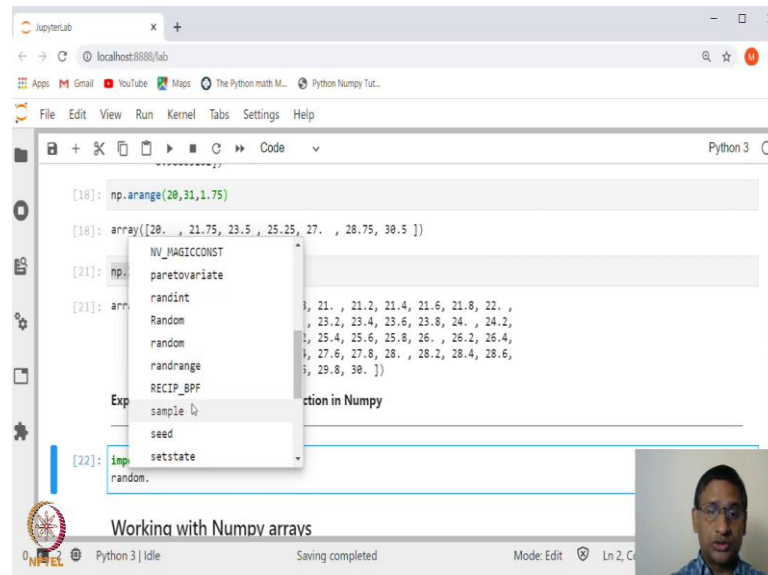 JupyterLab
localhost:8888/lab
Apps Gmail YouTube Maps The Python math M... Python Numpy Tut...
File Edit View Run Kernel Tabs Settings Help
Code Python 3
[18]: np.arange(20,31,1.75)
[18]: array([20. , 21.75, 23.5 , 25.25, 27. , 28.75, 30.5 ])
[21]: np.
[21]: arr 21. , 21.2, 21.4, 21.6, 21.8, 22. ,
, 23.2, 23.4, 23.6, 23.8, 24. , 24.2,
25.4, 25.6, 25.8, 26. , 26.2, 26.4,
27.6, 27.8, 28. , 28.2, 28.4, 28.6,
29.8, 30. ])
NV_MAGICCONST
paretovariate
randint
Random
random
randrange
RECIP_BPF
sample
seed
setstate
Exp ction in Numpy
[22]: imp
random.
Working with Numpy arrays
0 2 Python 3 | Idle Saving completed Mode: Edit Ln 2, C
NPTEL
M